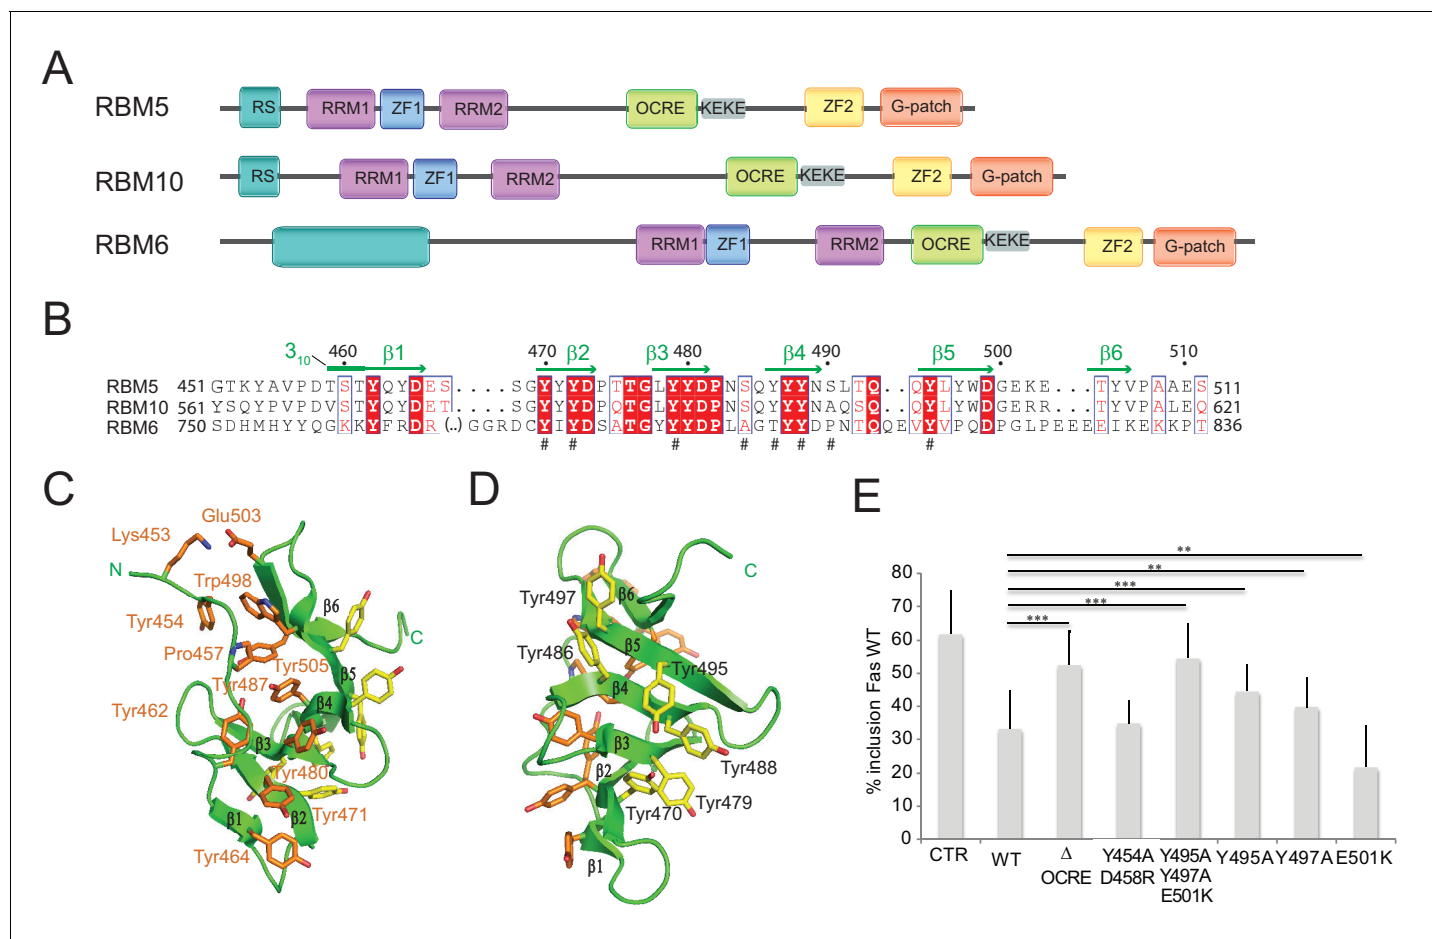 A
RBM5 RS RRM1 ZF1 RRM2 OCRE KEKE ZF2 G-patch
RBM10 RS RRM1 ZF1 RRM2 OCRE KEKE ZF2 G-patch
RBM6 RRM1 ZF1 RRM2 OCRE KEKE ZF2 G-patch
B
3₁₀ 460 β1 470 β2 β3 480 β4 490 β5 500 β6 510
RBM5 451 GTKYAVPDTSTYQYDES....SGYYYDPTTGLYYDPNSQYYYNSLTQ..QYLYWDGEKE...TYVPAAES 511
RBM10 561 YSQYPVPDVSTYQYDET....SGYYYDPQTGLYYDPNSQYYYNAQSQ..QYLYWDGERR...TYVPALEQ 621
RBM6 750 SDHMHYYQGKKYFRDR (..) GGRDCYIYDSATGYYYDPLAGTYYDPNTQQEVYVPQDPGLPEEEEIKEKKPT 836
# # # # # # # #
C
Lys453
Glu503
N
Trp498
Tyr454
β6
C
Pro457
Tyr505
β5
Tyr487
β4
Tyr462
β3
Tyr480
Tyr471
β1 β2
Tyr464
D
C
Tyr497
β6
Tyr486
β5
Tyr495
β4
β3
β2
Tyr488
Tyr470
Tyr479
β1
E
% inclusion Fas WT
80
70
60
50
40
30
20
10
0
**
**
***
***
***
CTR
WT
Δ OCRE
Y454A D458R
Y495A Y497A E501K
Y495A
Y497A
E501K